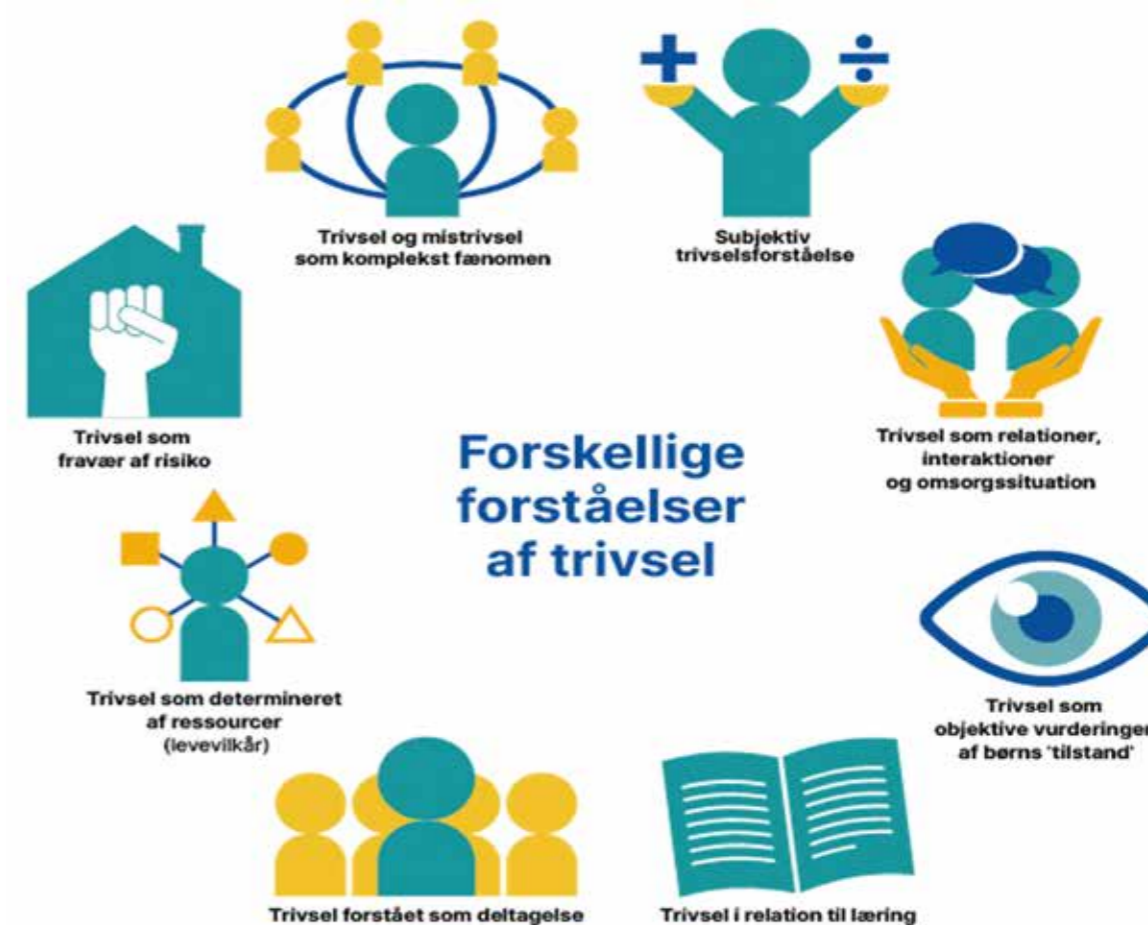 Trivsel og mistrivsel
som komplekst fænomen
Subjektiv
trivselsforståelse
Trivsel som relationer,
interaktioner
og omsorgssituation
Trivsel som
objektive vurderinger
af børns 'tilstand'
Trivsel i relation til læring
Trivsel forstået som deltagelse
Trivsel som determineret
af ressourcer
(levevilkår)
Trivsel som
fravær af risiko
Forskellige
forståelser
af trivsel